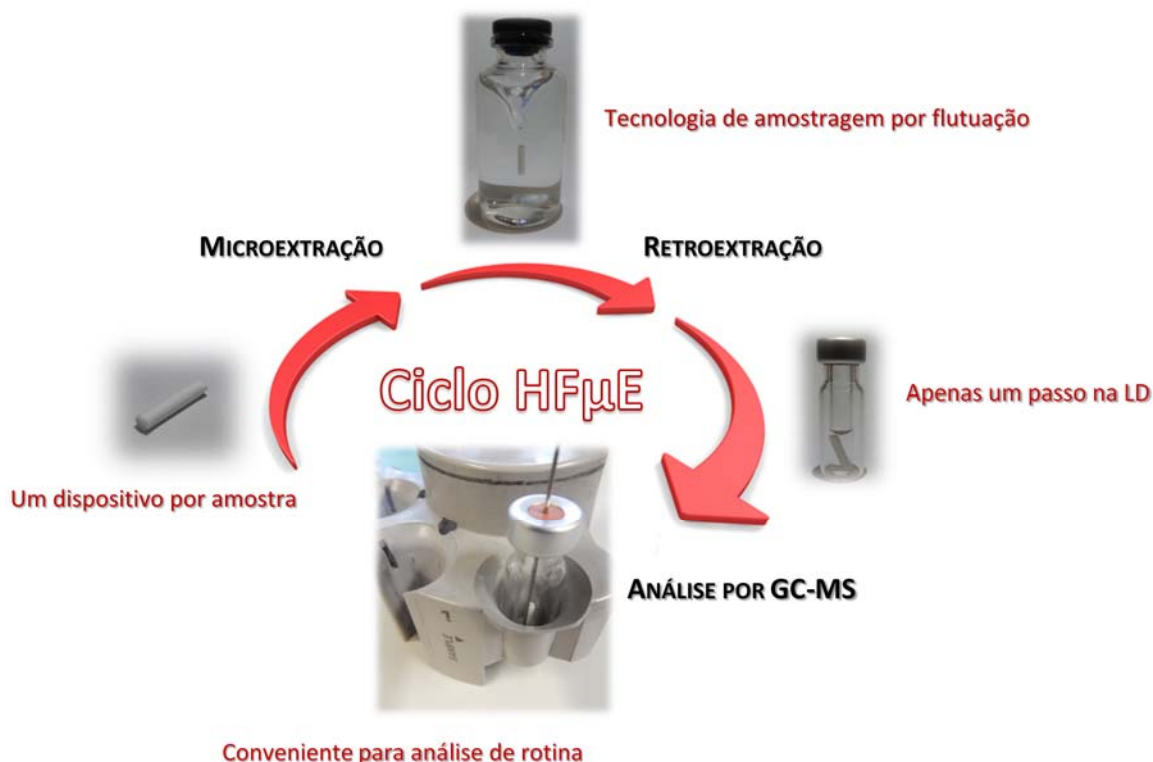 Tecnologia de amostragem por flutuação
MICROEXTRAÇÃO
RETROEXTRAÇÃO
Ciclo HFμE
Apenas um passo na LD
Um dispositivo por amostra
ANÁLISE POR GC-MS
Conveniente para análise de rotina